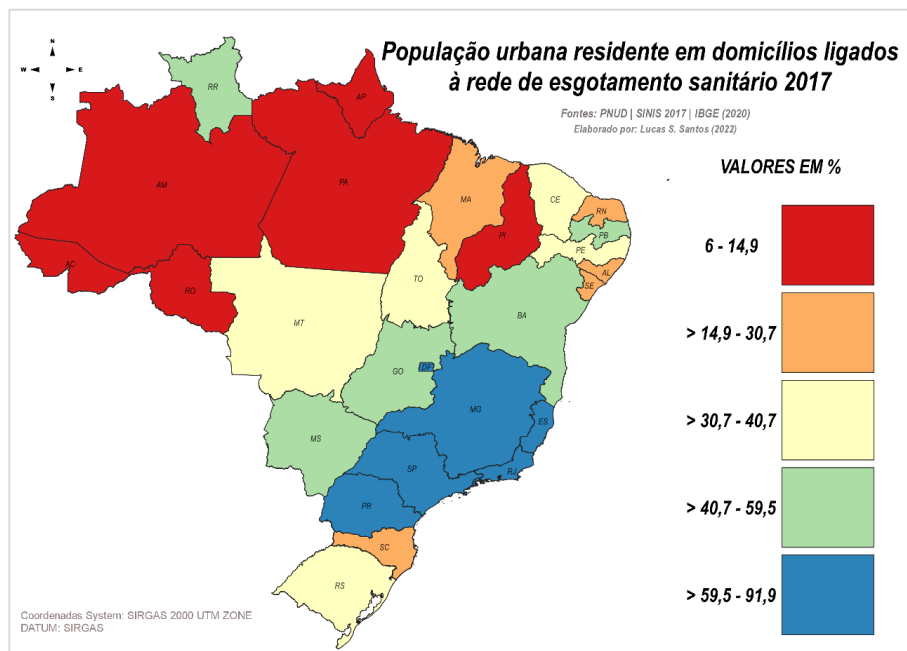 N
W E
S
População urbana residente em domicílios ligados
à rede de esgotamento sanitário 2017
Fontes: PNUD | SINIS 2017 | IBGE (2020)
Elaborado por: Lucas S. Santos (2022)
VALORES EM %
6 - 14,9
> 14,9 - 30,7
> 30,7 - 40,7
> 40,7 - 59,5
> 59,5 - 91,9
RR
AP
AM
PA
MA
CE
RN
PB
PE
PI
AL
SE
AC
RO
TO
BA
MT
GO
DF
MG
ES
MS
SP
RJ
PR
SC
RS
Coordenadas System: SIRGAS 2000 UTM ZONE
DATUM: SIRGAS